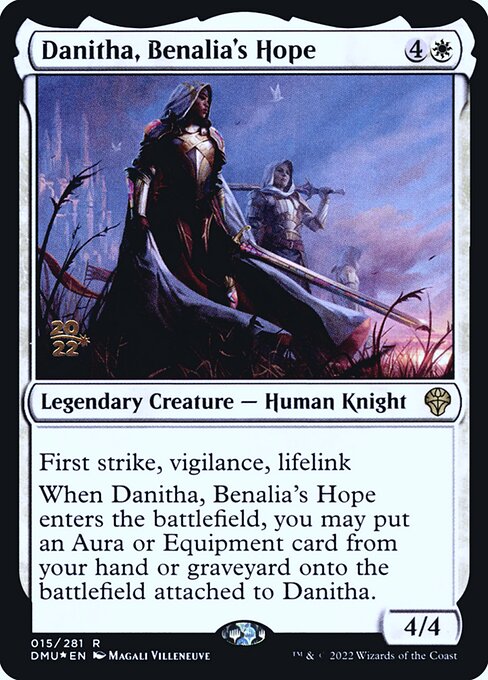 Danitha, Benalia's Hope 4
20
22
Legendary Creature — Human Knight
First strike, vigilance, lifelink
When Danitha, Benalia's Hope
enters the battlefield, you may put
an Aura or Equipment card from
your hand or graveyard onto the
battlefield attached to Danitha.
4/4
015/281 R
DMU★EN Magali Villeneuve
™ & © 2022 Wizards of the Coast